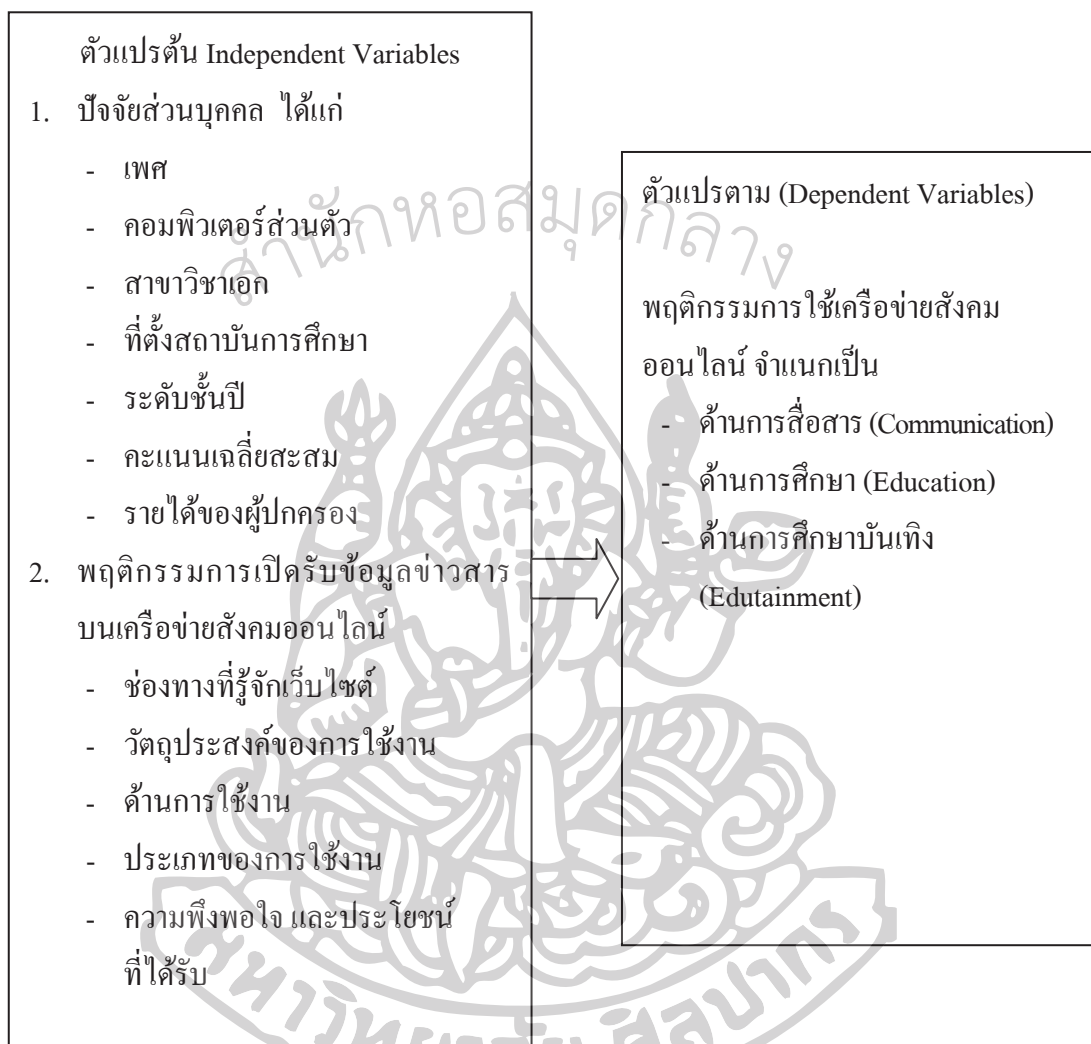 ตัวแปรต้น Independent Variables
1. ปัจจัยส่วนบุคคล ได้แก่
- เพศ
- คอมพิวเตอร์ส่วนตัว
- สาขาวิชาเอก
- ที่ตั้งสถาบันการศึกษา
- ระดับชั้นปี
- คะแนนเฉลี่ยสะสม
- รายได้ของผู้ปกครอง
2. พฤติกรรมการเปิดรับข้อมูลข่าวสาร
บนเครือข่ายสังคมออนไลน์
- ช่องทางที่รู้จักเว็บไซต์
- วัตถุประสงค์ของการใช้งาน
- ด้านการใช้งาน
- ประเภทของการใช้งาน
- ความพึงพอใจ และประโยชน์
ที่ได้รับ
ตัวแปรตาม (Dependent Variables)
พฤติกรรมการใช้เครือข่ายสังคม
ออนไลน์ จำแนกเป็น
- ด้านการสื่อสาร (Communication)
- ด้านการศึกษา (Education)
- ด้านการศึกษาบันเทิง
(Edutainment)
สำนักหอสมุดกลาง